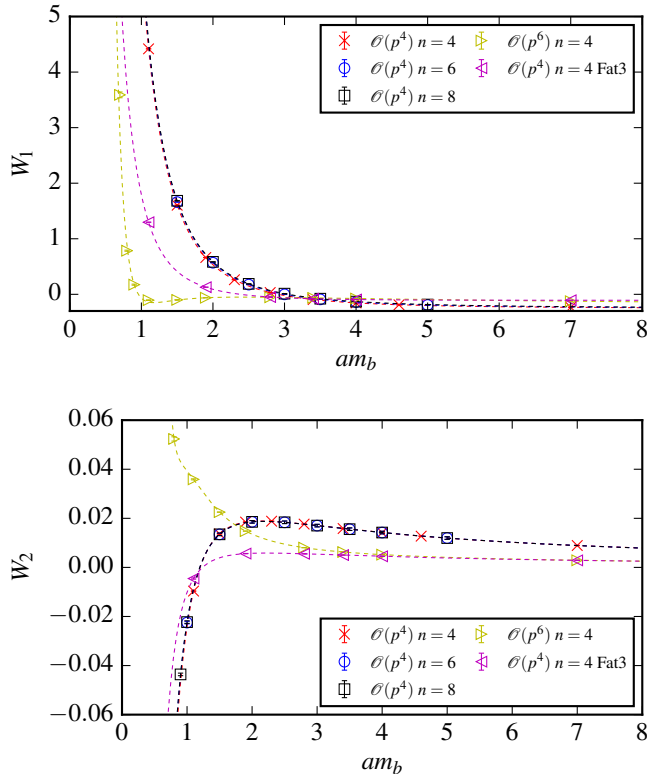 5
4
3
2
1
0
W₁
𝒪(p⁴) n = 4
𝒪(p⁴) n = 6
𝒪(p⁴) n = 8
𝒪(p⁶) n = 4
𝒪(p⁴) n = 4 Fat3
0 1 2 3 4 5 6 7 8
am_b
0.06
0.04
0.02
0.00
−0.02
−0.04
−0.06
W₂
𝒪(p⁴) n = 4
𝒪(p⁴) n = 6
𝒪(p⁴) n = 8
𝒪(p⁶) n = 4
𝒪(p⁴) n = 4 Fat3
0 1 2 3 4 5 6 7 8
am_b